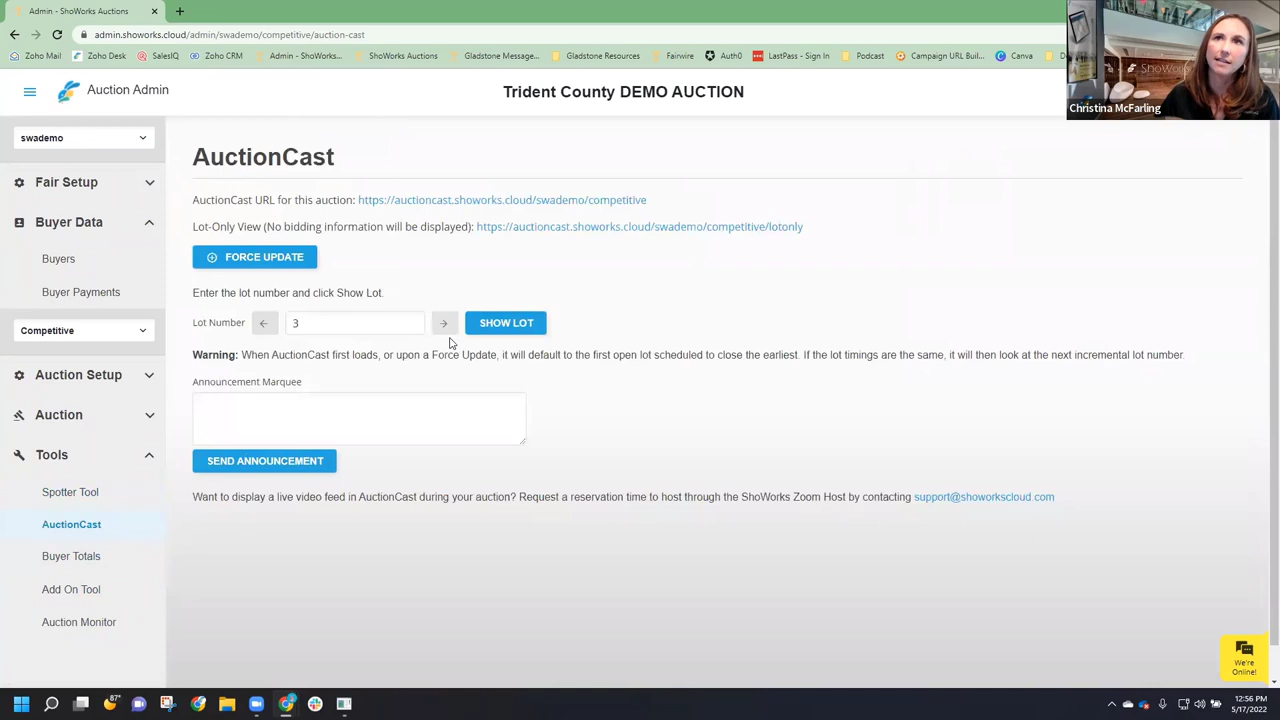 Admin - ShoWorks Auctions
admin.showorks.cloud/admin/swademo/competitive/auction-cast
Zoho Mail
Zoho Desk
SalesIQ
Zoho CRM
Admin - ShoWorks...
ShoWorks Auctions
Gladstone Message...
Gladstone Resources
Fairwire
Auth0
LastPass - Sign In
Podcast
Campaign URL Buil...
Canva
Auction Admin
Trident County DEMO AUCTION
ShoWorks
Christina McFarling
swademo
Fair Setup
Buyer Data
Buyers
Buyer Payments
Competitive
Auction Setup
Auction
Tools
Spotter Tool
AuctionCast
Buyer Totals
Add On Tool
Auction Monitor
AuctionCast
AuctionCast URL for this auction: https://auctioncast.showorks.cloud/swademo/competitive
Lot-Only View (No bidding information will be displayed): https://auctioncast.showorks.cloud/swademo/competitive/lotonly
FORCE UPDATE
Enter the lot number and click Show Lot.
Lot Number 3 SHOW LOT
Warning: When AuctionCast first loads, or upon a Force Update, it will default to the first open lot scheduled to close the earliest. If the lot timings are the same, it will then look at the next incremental lot number.
Announcement Marquee
SEND ANNOUNCEMENT
Want to display a live video feed in AuctionCast during your auction? Request a reservation time to host through the ShoWorks Zoom Host by contacting support@showorkscloud.com
We're
Online!
87°
12:56 PM
5/17/2022